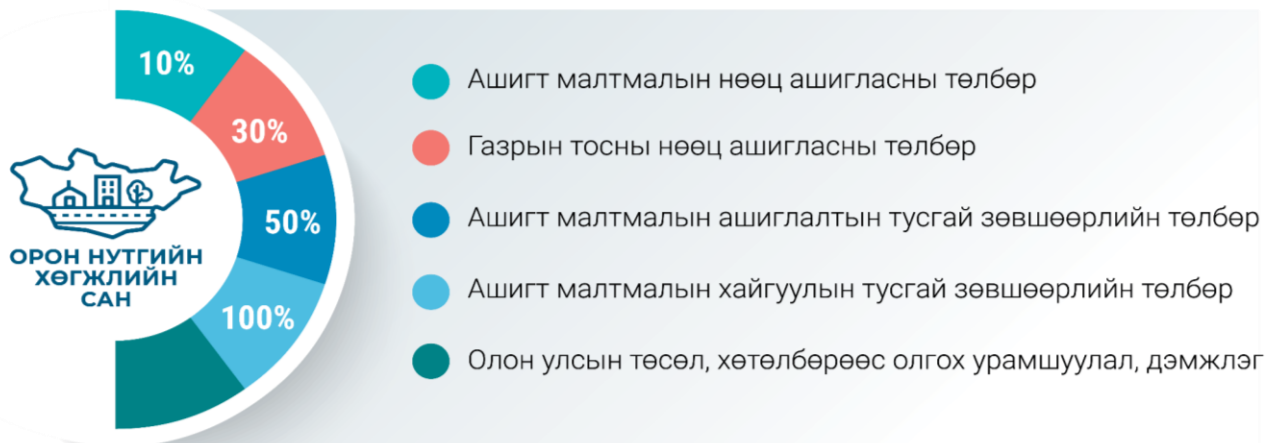 10%
30%
50%
100%
ОРОН НУТГИЙН
ХӨГЖЛИЙН
САН
Ашигт малтмалын нөөц ашигласны төлбөр
Газрын тосны нөөц ашигласны төлбөр
Ашигт малтмалын ашиглалтын тусгай зөвшөөрлийн төлбөр
Ашигт малтмалын хайгуулын тусгай зөвшөөрлийн төлбөр
Олон улсын төсөл, хөтөлбөрөөс олгох урамшуулал, дэмжлэг